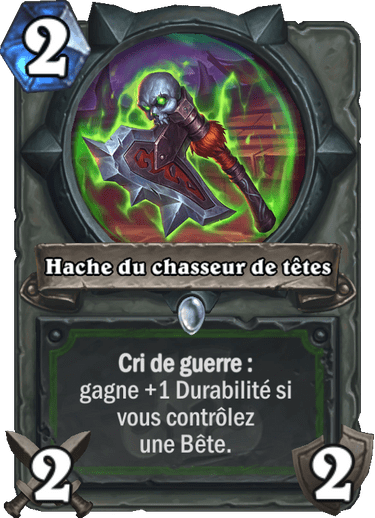 2
Hache du chasseur de têtes
Cri de guerre :
gagne +1 Durabilité si
vous contrôlez
une Bête.
2
2